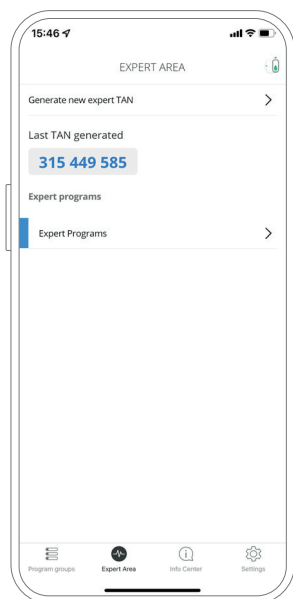 15:46
EXPERT AREA
Generate new expert TAN
Last TAN generated
315 449 585
Expert programs
Expert Programs
Program groups Expert Area Info Center Settings